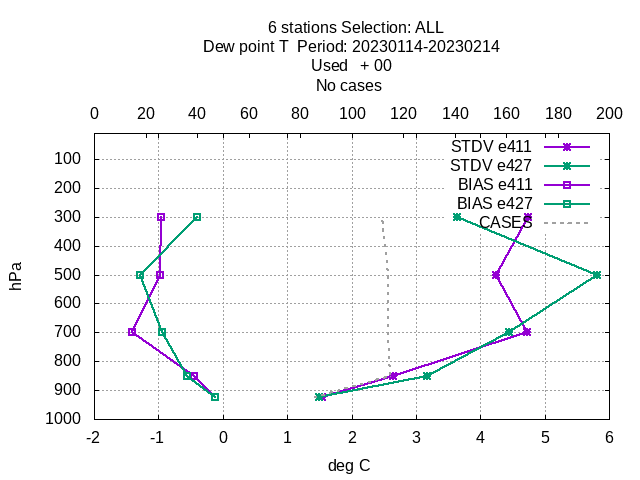 6 stations Selection: ALL
Dew point T  Period: 20230114-20230214
Used   + 00
No cases
0 20 40 60 80 100 120 140 160 180 200
STDV e411
STDV e427
BIAS e411
BIAS e427
CASES
100
200
300
400
500
600
700
800
900
1000
hPa
-2 -1 0 1 2 3 4 5 6
deg C